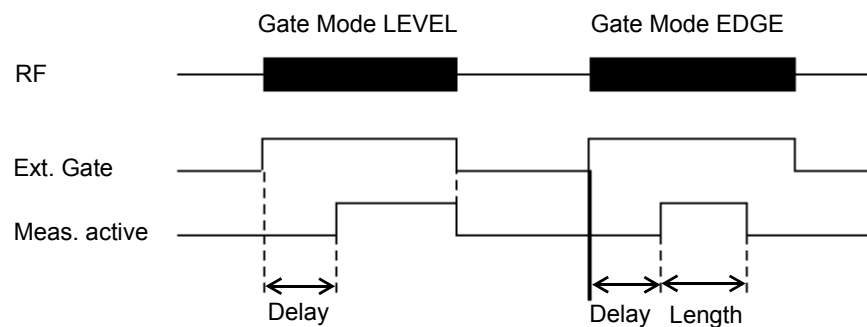 Gate Mode LEVEL Gate Mode EDGE
RF
Ext. Gate
Meas. active
Delay Delay Length